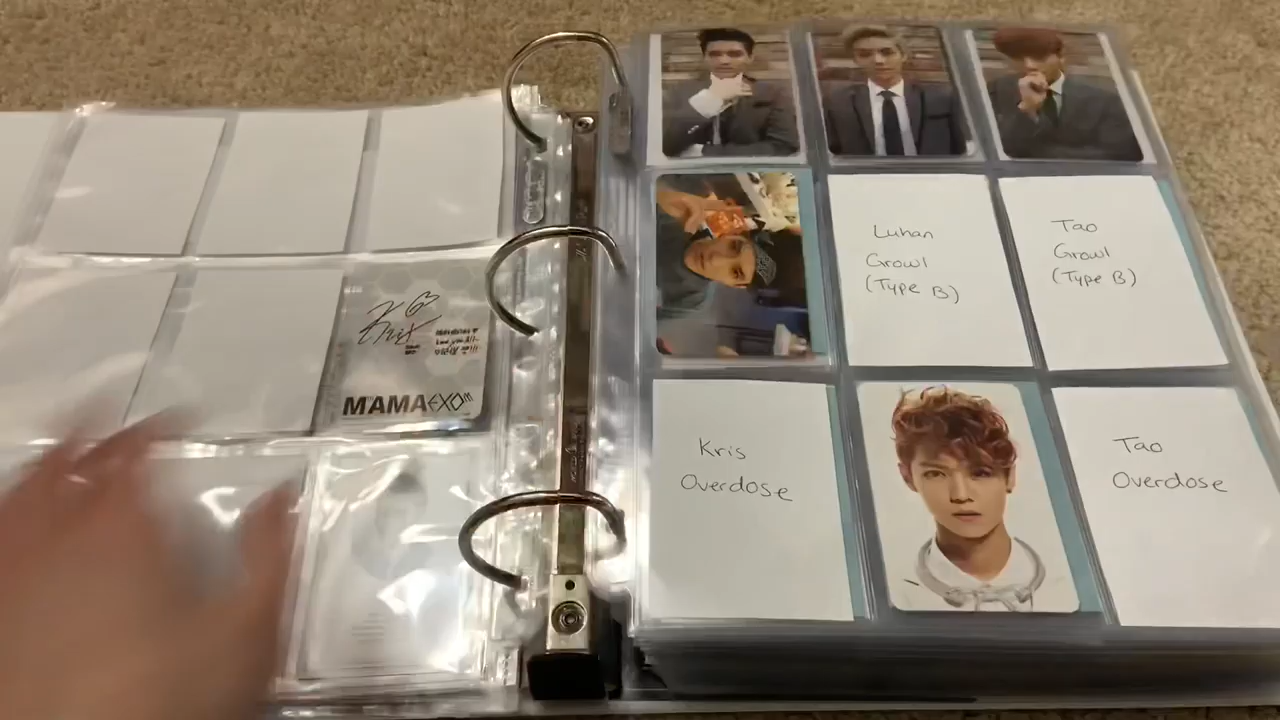 Kris
MAMA EXO M
Luhan
Growl
(Type B)
Tao
Growl
(Type B)
Kris
Overdose
Tao
Overdose